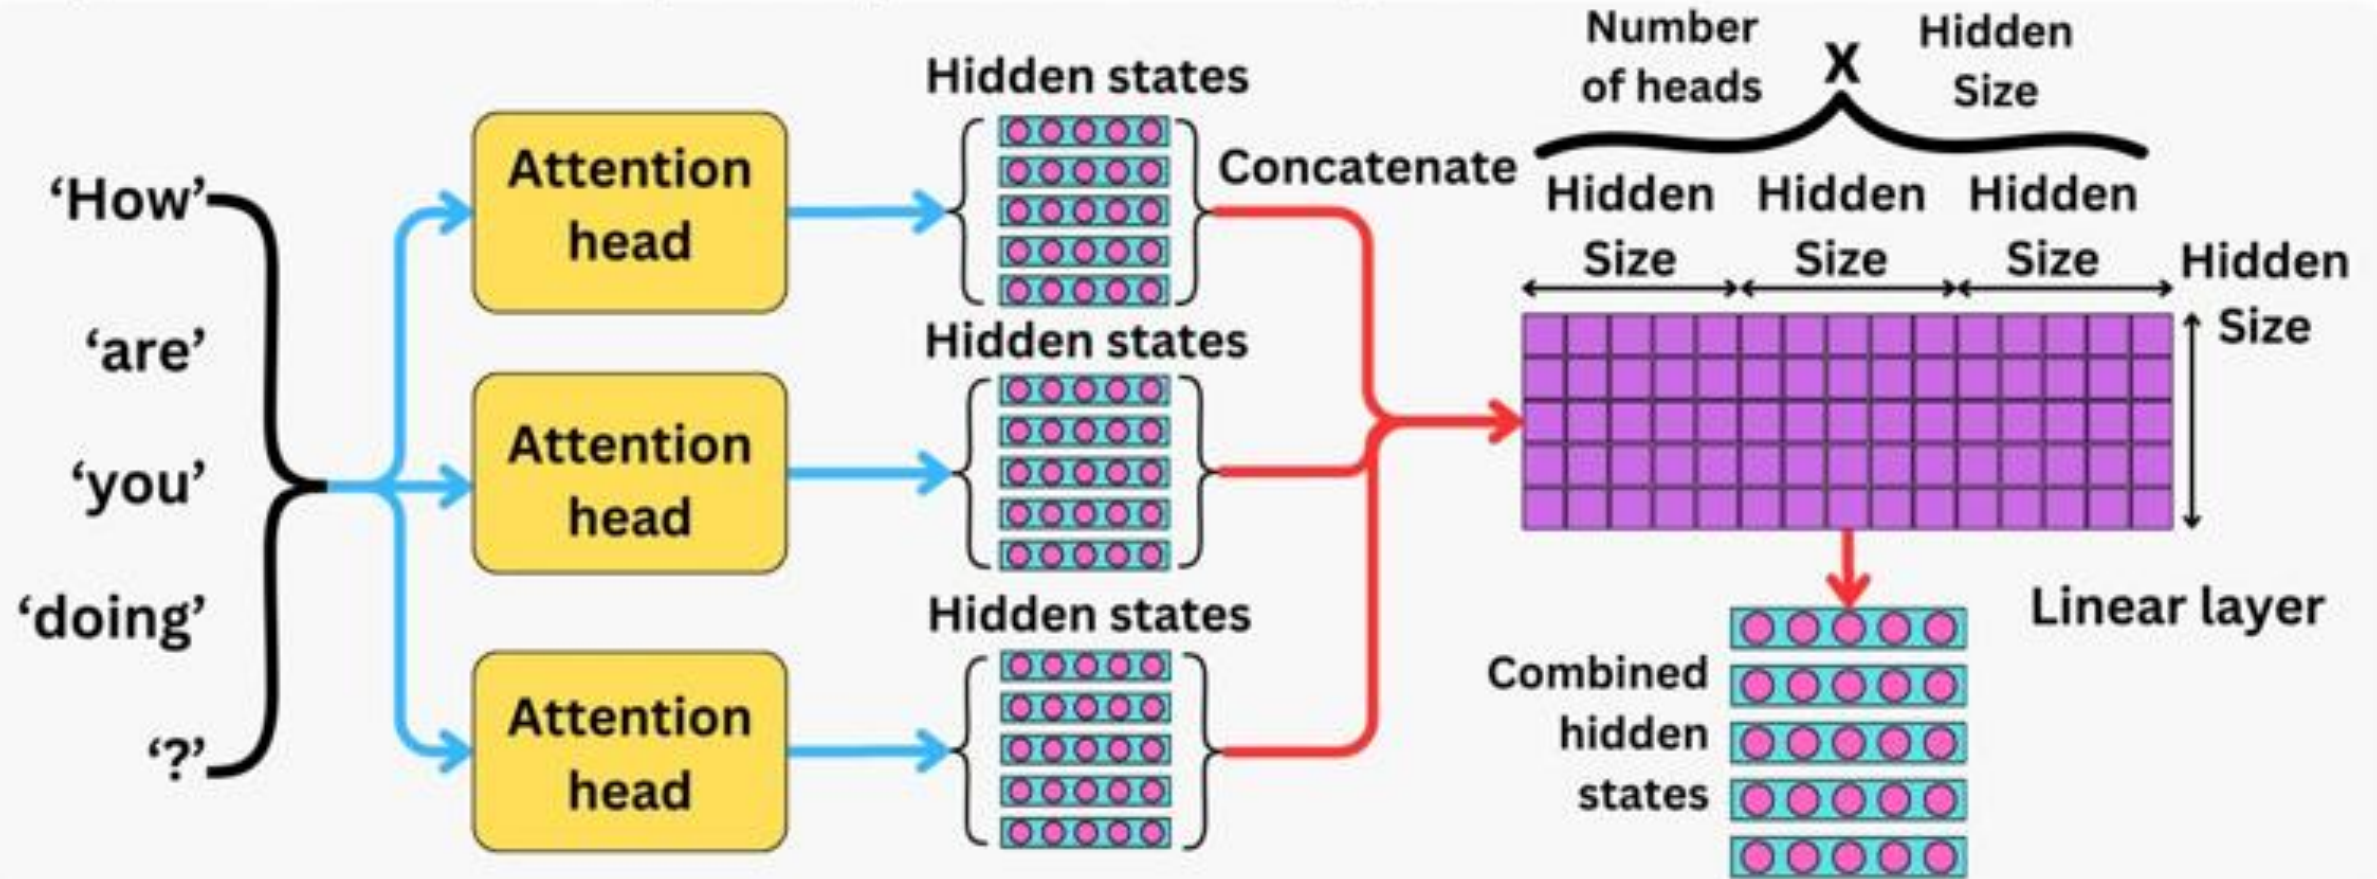 ‘How’
‘are’
‘you’
‘doing’
‘?’
Attention
head
Attention
head
Attention
head
Hidden states
Hidden states
Hidden states
Concatenate
Number
of heads
X
Hidden
Size
Hidden
Size
Hidden
Size
Hidden
Size
Hidden
Size
Linear layer
Combined
hidden
states